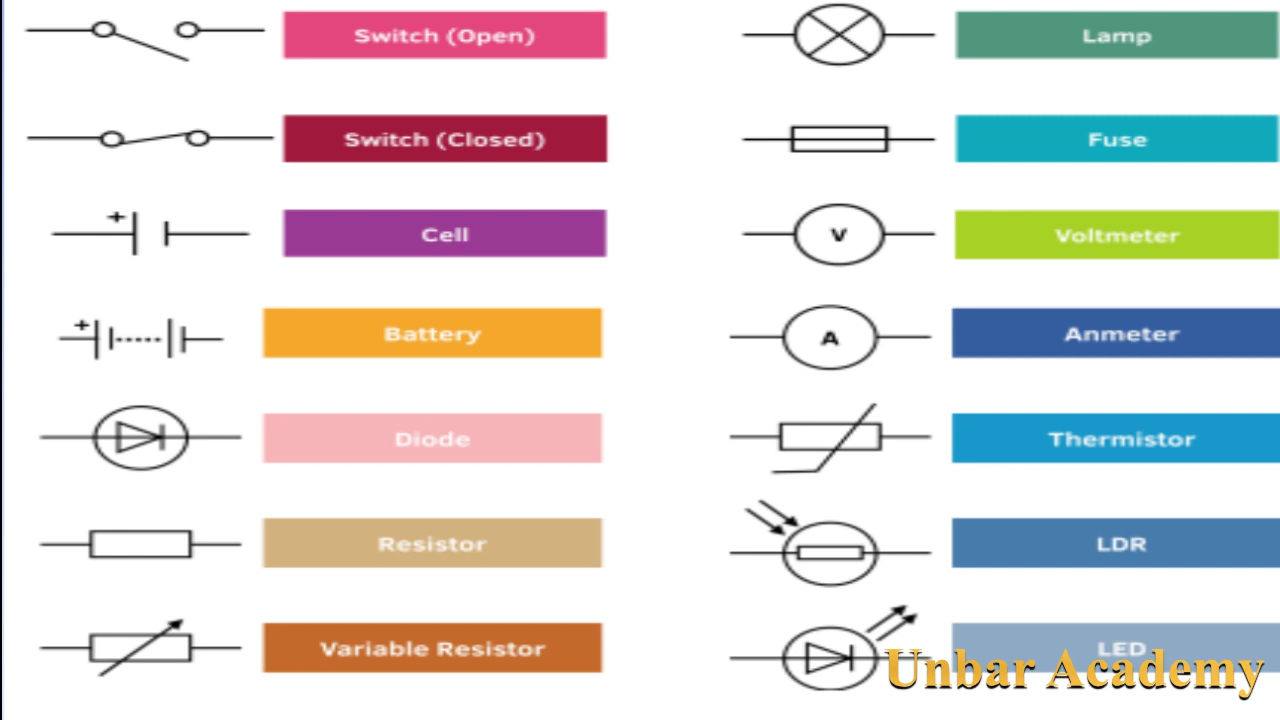 Switch (Open)
Lamp
Switch (Closed)
Fuse
+
Cell
V
Voltmeter
+
Battery
A
Anmeter
Diode
Thermistor
Resistor
LDR
Variable Resistor
LED
Unbar Academy